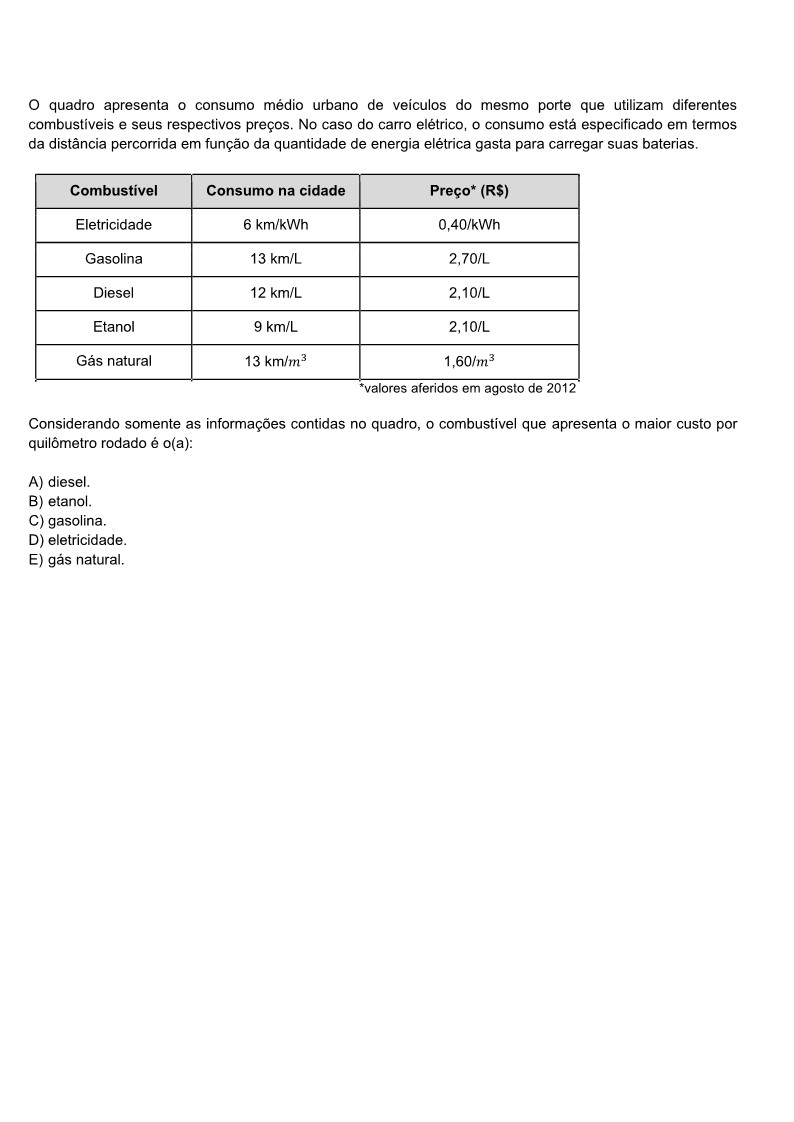 O quadro apresenta o consumo médio urbano de veículos do mesmo porte que utilizam diferentes
combustíveis e seus respectivos preços. No caso do carro elétrico, o consumo está especificado em termos
da distância percorrida em função da quantidade de energia elétrica gasta para carregar suas baterias.
Combustível Consumo na cidade Preço* (R$)
Eletricidade 6 km/kWh 0,40/kWh
Gasolina 13 km/L 2,70/L
Diesel 12 km/L 2,10/L
Etanol 9 km/L 2,10/L
Gás natural 13 km/m³ 1,60/m³
*valores aferidos em agosto de 2012
Considerando somente as informações contidas no quadro, o combustível que apresenta o maior custo por
quilômetro rodado é o(a):
A) diesel.
B) etanol.
C) gasolina.
D) eletricidade.
E) gás natural.